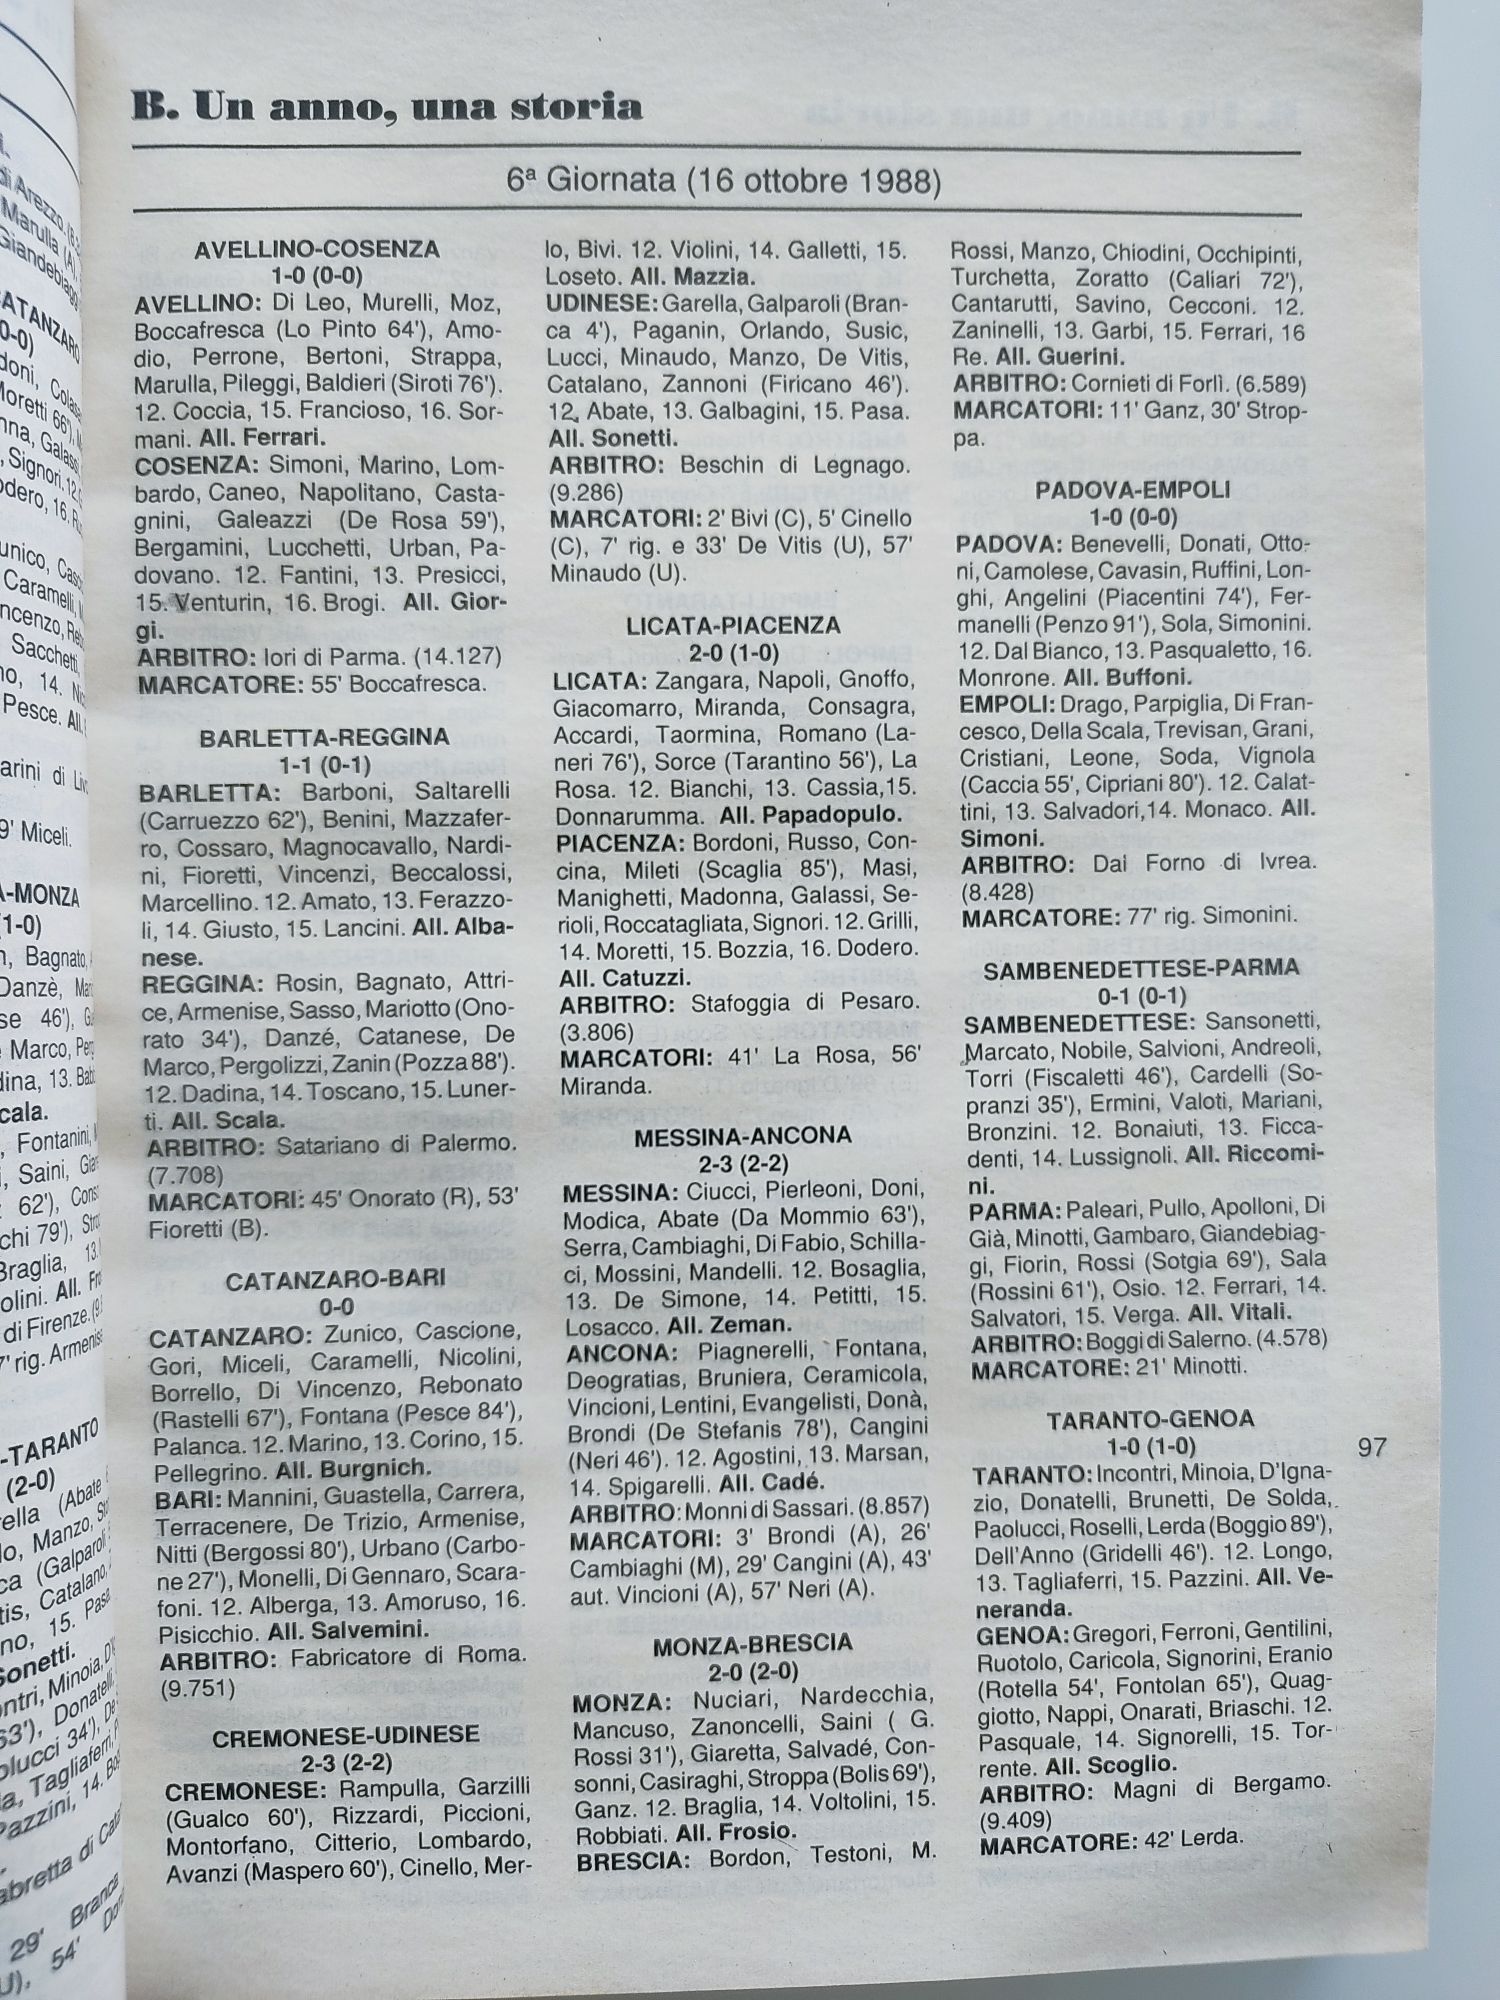 B. Un anno, una storia
6ª Giornata (16 ottobre 1988)
AVELLINO-COSENZA
1-0 (0-0)
AVELLINO: Di Leo, Murelli, Moz,
Boccafresca (Lo Pinto 64'), Amo-
dio, Perrone, Bertoni, Strappa,
Marulla, Pileggi, Baldieri (Siroti 76').
12. Coccia, 15. Francioso, 16. Sor-
mani. All. Ferrari.
COSENZA: Simoni, Marino, Lom-
bardo, Caneo, Napolitano, Casta-
gnini, Galeazzi (De Rosa 59'),
Bergamini, Lucchetti, Urban, Pa-
dovano. 12. Fantini, 13. Presicci,
15. Venturin, 16. Brogi. All. Gior-
gi.
ARBITRO: Iori di Parma. (14.127)
MARCATORE: 55' Boccafresca.
BARLETTA-REGGINA
1-1 (0-1)
BARLETTA: Barboni, Saltarelli
(Carruezzo 62'), Benini, Mazzafer-
ro, Cossaro, Magnocavallo, Nardi-
ni, Fioretti, Vincenzi, Beccalossi,
Marcellino. 12. Amato, 13. Ferazzo-
li, 14. Giusto, 15. Lancini. All. Alba-
nese.
REGGINA: Rosin, Bagnato, Attri-
ce, Armenise, Sasso, Mariotto (Ono-
rato 34'), Danzé, Catanese, De
Marco, Pergolizzi, Zanin (Pozza 88').
12. Dadina, 14. Toscano, 15. Luner-
ti. All. Scala.
ARBITRO: Satariano di Palermo.
(7.708)
MARCATORI: 45' Onorato (R), 53'
Fioretti (B).
CATANZARO-BARI
0-0
CATANZARO: Zunico, Cascione,
Gori, Miceli, Caramelli, Nicolini,
Borrello, Di Vincenzo, Rebonato
(Rastelli 67'), Fontana (Pesce 84'),
Palanca. 12. Marino, 13. Corino, 15.
Pellegrino. All. Burgnich.
BARI: Mannini, Guastella, Carrera,
Terracenere, De Trizio, Armenise,
Nitti (Bergossi 80'), Urbano (Carbo-
ne 27'), Monelli, Di Gennaro, Scara-
foni. 12. Alberga, 13. Amoruso, 16.
Pisicchio. All. Salvemini.
ARBITRO: Fabricatore di Roma.
(9.751)
CREMONESE-UDINESE
2-3 (2-2)
CREMONESE: Rampulla, Garzilli
(Gualco 60'), Rizzardi, Piccioni,
Montorfano, Citterio, Lombardo,
Avanzi (Maspero 60'), Cinello, Mer-
lo, Bivi. 12. Violini, 14. Galletti, 15.
Loseto. All. Mazzia.
UDINESE: Garella, Galparoli (Bran-
ca 4'), Paganin, Orlando, Susic,
Lucci, Minaudo, Manzo, De Vitis,
Catalano, Zannoni (Firicano 46').
12. Abate, 13. Galbagini, 15. Pasa.
All. Sonetti.
ARBITRO: Beschin di Legnago.
(9.286)
MARCATORI: 2' Bivi (C), 5' Cinello
(C), 7' rig. e 33' De Vitis (U), 57'
Minaudo (U).
LICATA-PIACENZA
2-0 (1-0)
LICATA: Zangara, Napoli, Gnoffo,
Giacomarro, Miranda, Consagra,
Accardi, Taormina, Romano (La-
neri 76'), Sorce (Tarantino 56'), La
Rosa. 12. Bianchi, 13. Cassia,15.
Donnarumma. All. Papadopulo.
PIACENZA: Bordoni, Russo, Con-
cina, Mileti (Scaglia 85'), Masi,
Manighetti, Madonna, Galassi, Se-
rioli, Roccatagliata, Signori. 12. Grilli,
14. Moretti, 15. Bozzia, 16. Dodero.
All. Catuzzi.
ARBITRO: Stafoggia di Pesaro.
(3.806)
MARCATORI: 41' La Rosa, 56'
Miranda.
MESSINA-ANCONA
2-3 (2-2)
MESSINA: Ciucci, Pierleoni, Doni,
Modica, Abate (Da Mommio 63'),
Serra, Cambiaghi, Di Fabio, Schilla-
ci, Mossini, Mandelli. 12. Bosaglia,
13. De Simone, 14. Petitti, 15.
Losacco. All. Zeman.
ANCONA: Piagnerelli, Fontana,
Deogratias, Bruniera, Ceramicola,
Vincioni, Lentini, Evangelisti, Donà,
Brondi (De Stefanis 78'), Cangini
(Neri 46'). 12. Agostini, 13. Marsan,
14. Spigarelli. All. Cadé.
ARBITRO: Monni di Sassari. (8.857)
MARCATORI: 3' Brondi (A), 26'
Cambiaghi (M), 29' Cangini (A), 43'
aut. Vincioni (A), 57' Neri (A).
MONZA-BRESCIA
2-0 (2-0)
MONZA: Nuciari, Nardecchia,
Mancuso, Zanoncelli, Saini ( G.
Rossi 31'), Giaretta, Salvadé, Con-
sonni, Casiraghi, Stroppa (Bolis 69'),
Ganz. 12. Braglia, 14. Voltolini, 15.
Robbiati. All. Frosio.
BRESCIA: Bordon, Testoni, M.
Rossi, Manzo, Chiodini, Occhipinti,
Turchetta, Zoratto (Caliari 72'),
Cantarutti, Savino, Cecconi. 12.
Zaninelli, 13. Garbi, 15. Ferrari, 16
Re. All. Guerini.
ARBITRO: Cornieti di Forlì. (6.589)
MARCATORI: 11' Ganz, 30' Strop-
pa.
PADOVA-EMPOLI
1-0 (0-0)
PADOVA: Benevelli, Donati, Otto-
ni, Camolese, Cavasin, Ruffini, Lon-
ghi, Angelini (Piacentini 74'), Fer-
manelli (Penzo 91'), Sola, Simonini.
12. Dal Bianco, 13. Pasqualetto, 16.
Monrone. All. Buffoni.
EMPOLI: Drago, Parpiglia, Di Fran-
cesco, Della Scala, Trevisan, Grani,
Cristiani, Leone, Soda, Vignola
(Caccia 55', Cipriani 80'). 12. Calat-
tini, 13. Salvadori,14. Monaco. All.
Simoni.
ARBITRO: Dal Forno di Ivrea.
(8.428)
MARCATORE: 77' rig. Simonini.
SAMBENEDETTESE-PARMA
0-1 (0-1)
SAMBENEDETTESE: Sansonetti,
Marcato, Nobile, Salvioni, Andreoli,
Torri (Fiscaletti 46'), Cardelli (So-
pranzi 35'), Ermini, Valoti, Mariani,
Bronzini. 12. Bonaiuti, 13. Ficca-
denti, 14. Lussignoli. All. Riccomi-
ni.
PARMA: Paleari, Pullo, Apolloni, Di
Già, Minotti, Gambaro, Giandebiag-
gi, Fiorin, Rossi (Sotgia 69'), Sala
(Rossini 61'), Osio. 12. Ferrari, 14.
Salvatori, 15. Verga. All. Vitali.
ARBITRO: Boggi di Salerno. (4.578)
MARCATORE: 21' Minotti.
TARANTO-GENOA
1-0 (1-0)
TARANTO: Incontri, Minoia, D'Igna-
zio, Donatelli, Brunetti, De Solda,
Paolucci, Roselli, Lerda (Boggio 89'),
Dell'Anno (Gridelli 46'). 12. Longo,
13. Tagliaferri, 15. Pazzini. All. Ve-
neranda.
GENOA: Gregori, Ferroni, Gentilini,
Ruotolo, Caricola, Signorini, Eranio
(Rotella 54', Fontolan 65'), Quag-
giotto, Nappi, Onarati, Briaschi. 12.
Pasquale, 14. Signorelli, 15. Tor-
rente. All. Scoglio.
ARBITRO: Magni di Bergamo.
(9.409)
MARCATORE: 42' Lerda.
97